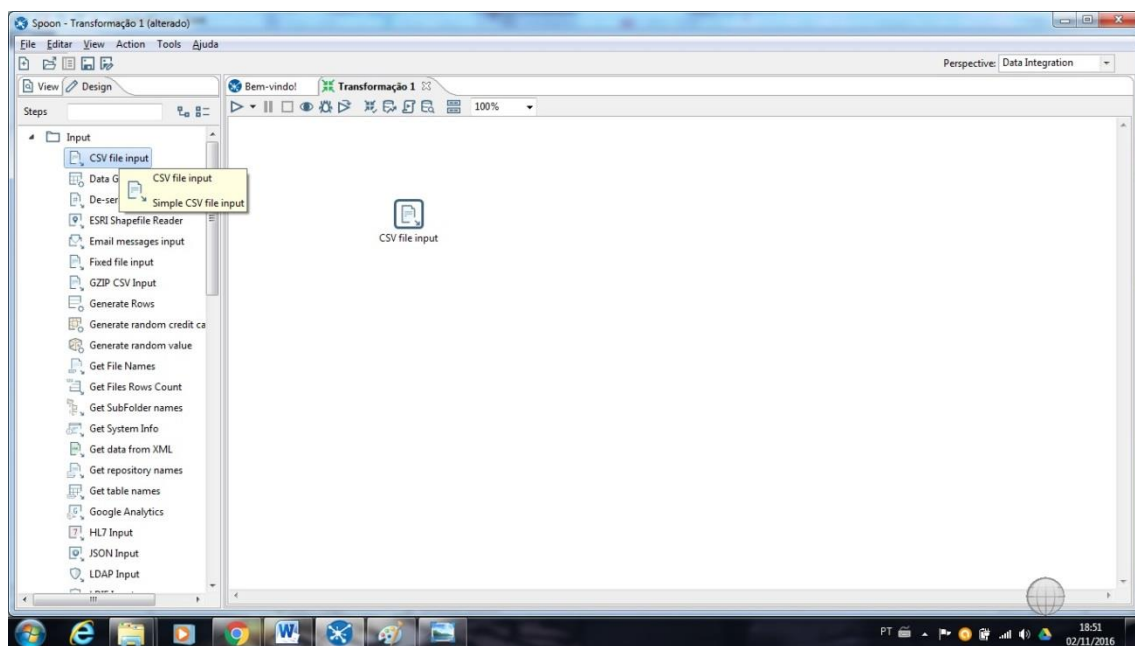 Spoon - Transformação 1 (alterado)
File Editar View Action Tools Ajuda
Perspective: Data Integration
View Design
Bem-vindo! Transformação 1
Steps
100%
Input
CSV file input
Data G
CSV file input
De-ser
Simple CSV file input
ESRI Shapefile Reader
Email messages input
CSV file input
Fixed file input
GZIP CSV Input
Generate Rows
Generate random credit ca
Generate random value
Get File Names
Get Files Rows Count
Get SubFolder names
Get System Info
Get data from XML
Get repository names
Get table names
Google Analytics
HL7 Input
JSON Input
LDAP Input
PT
18:51
02/11/2016